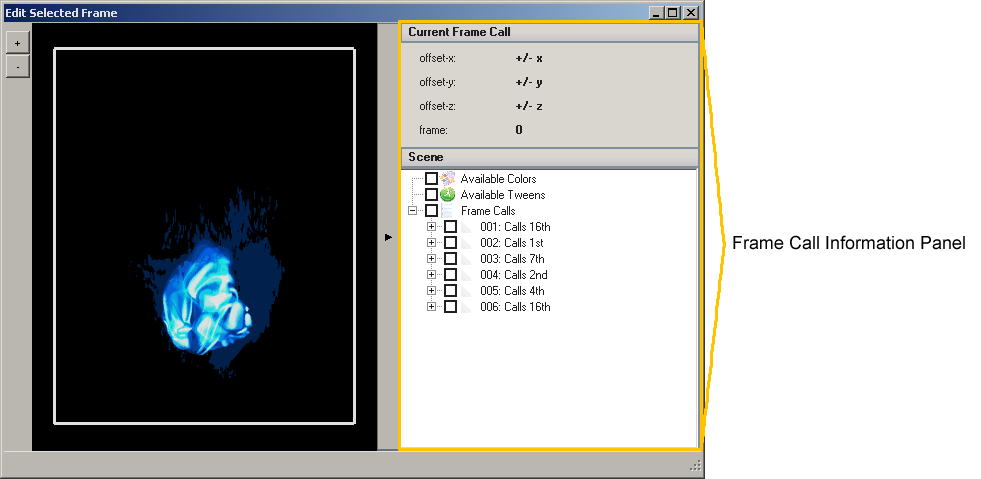 Edit Selected Frame
+
-
Current Frame Call
offset-x: +/- x
offset-y: +/- y
offset-z: +/- z
frame: 0
Scene
Available Colors
Available Tweens
Frame Calls
001: Calls 16th
002: Calls 1st
003: Calls 7th
004: Calls 2nd
005: Calls 4th
006: Calls 16th
Frame Call Information Panel